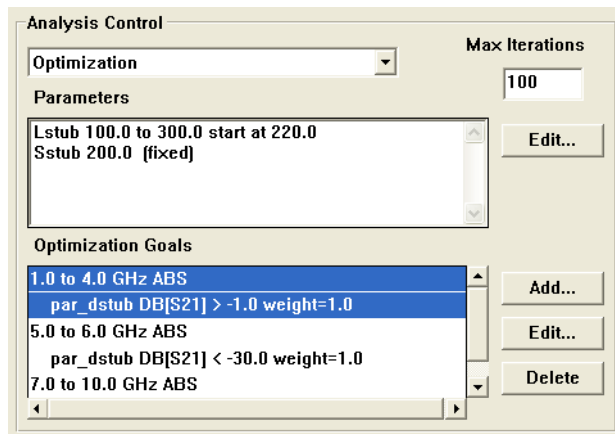 Analysis Control
Optimization
Max Iterations
100
Parameters
Lstub 100.0 to 300.0 start at 220.0
Sstub 200.0 (fixed)
Edit...
Optimization Goals
1.0 to 4.0 GHz ABS
par_dstub DB[S21] > -1.0 weight=1.0
5.0 to 6.0 GHz ABS
par_dstub DB[S21] < -30.0 weight=1.0
7.0 to 10.0 GHz ABS
Add...
Edit...
Delete